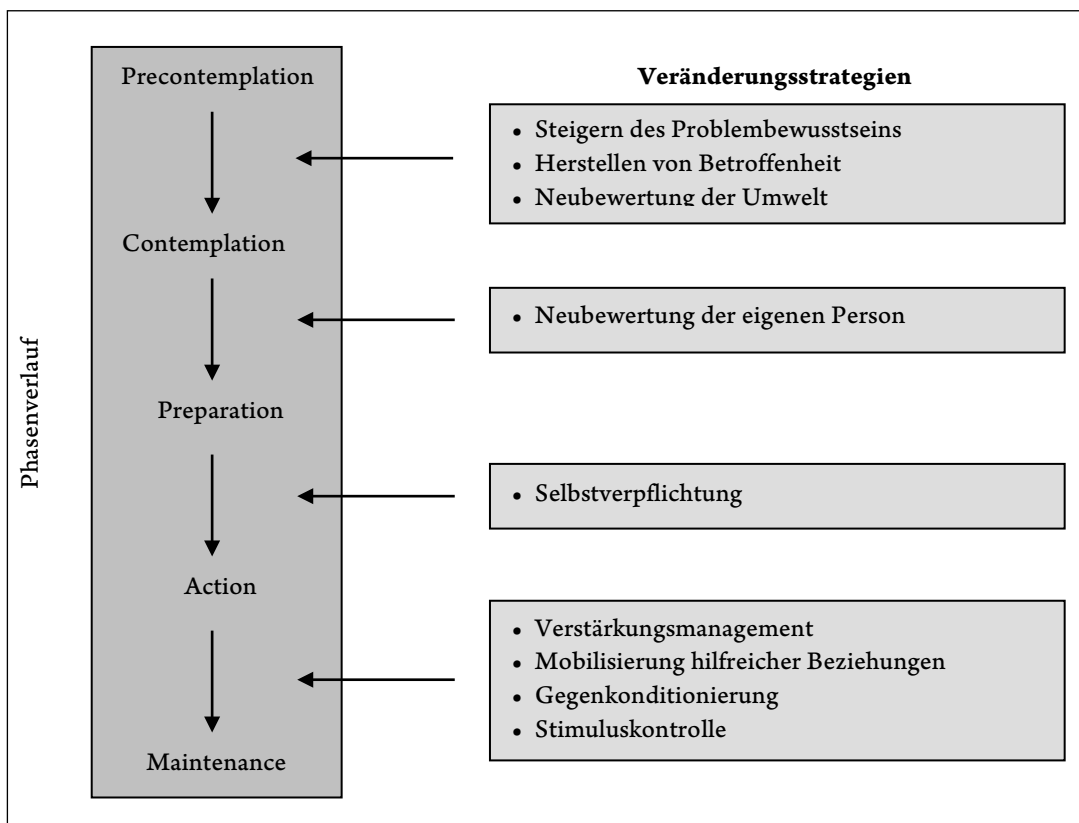 Precontemplation
Veränderungsstrategien
• Steigern des Problembewusstseins
• Herstellen von Betroffenheit
• Neubewertung der Umwelt
Contemplation
• Neubewertung der eigenen Person
Phasenverlauf
Preparation
• Selbstverpflichtung
Action
• Verstärkungsmanagement
• Mobilisierung hilfreicher Beziehungen
• Gegenkonditionierung
• Stimuluskontrolle
Maintenance